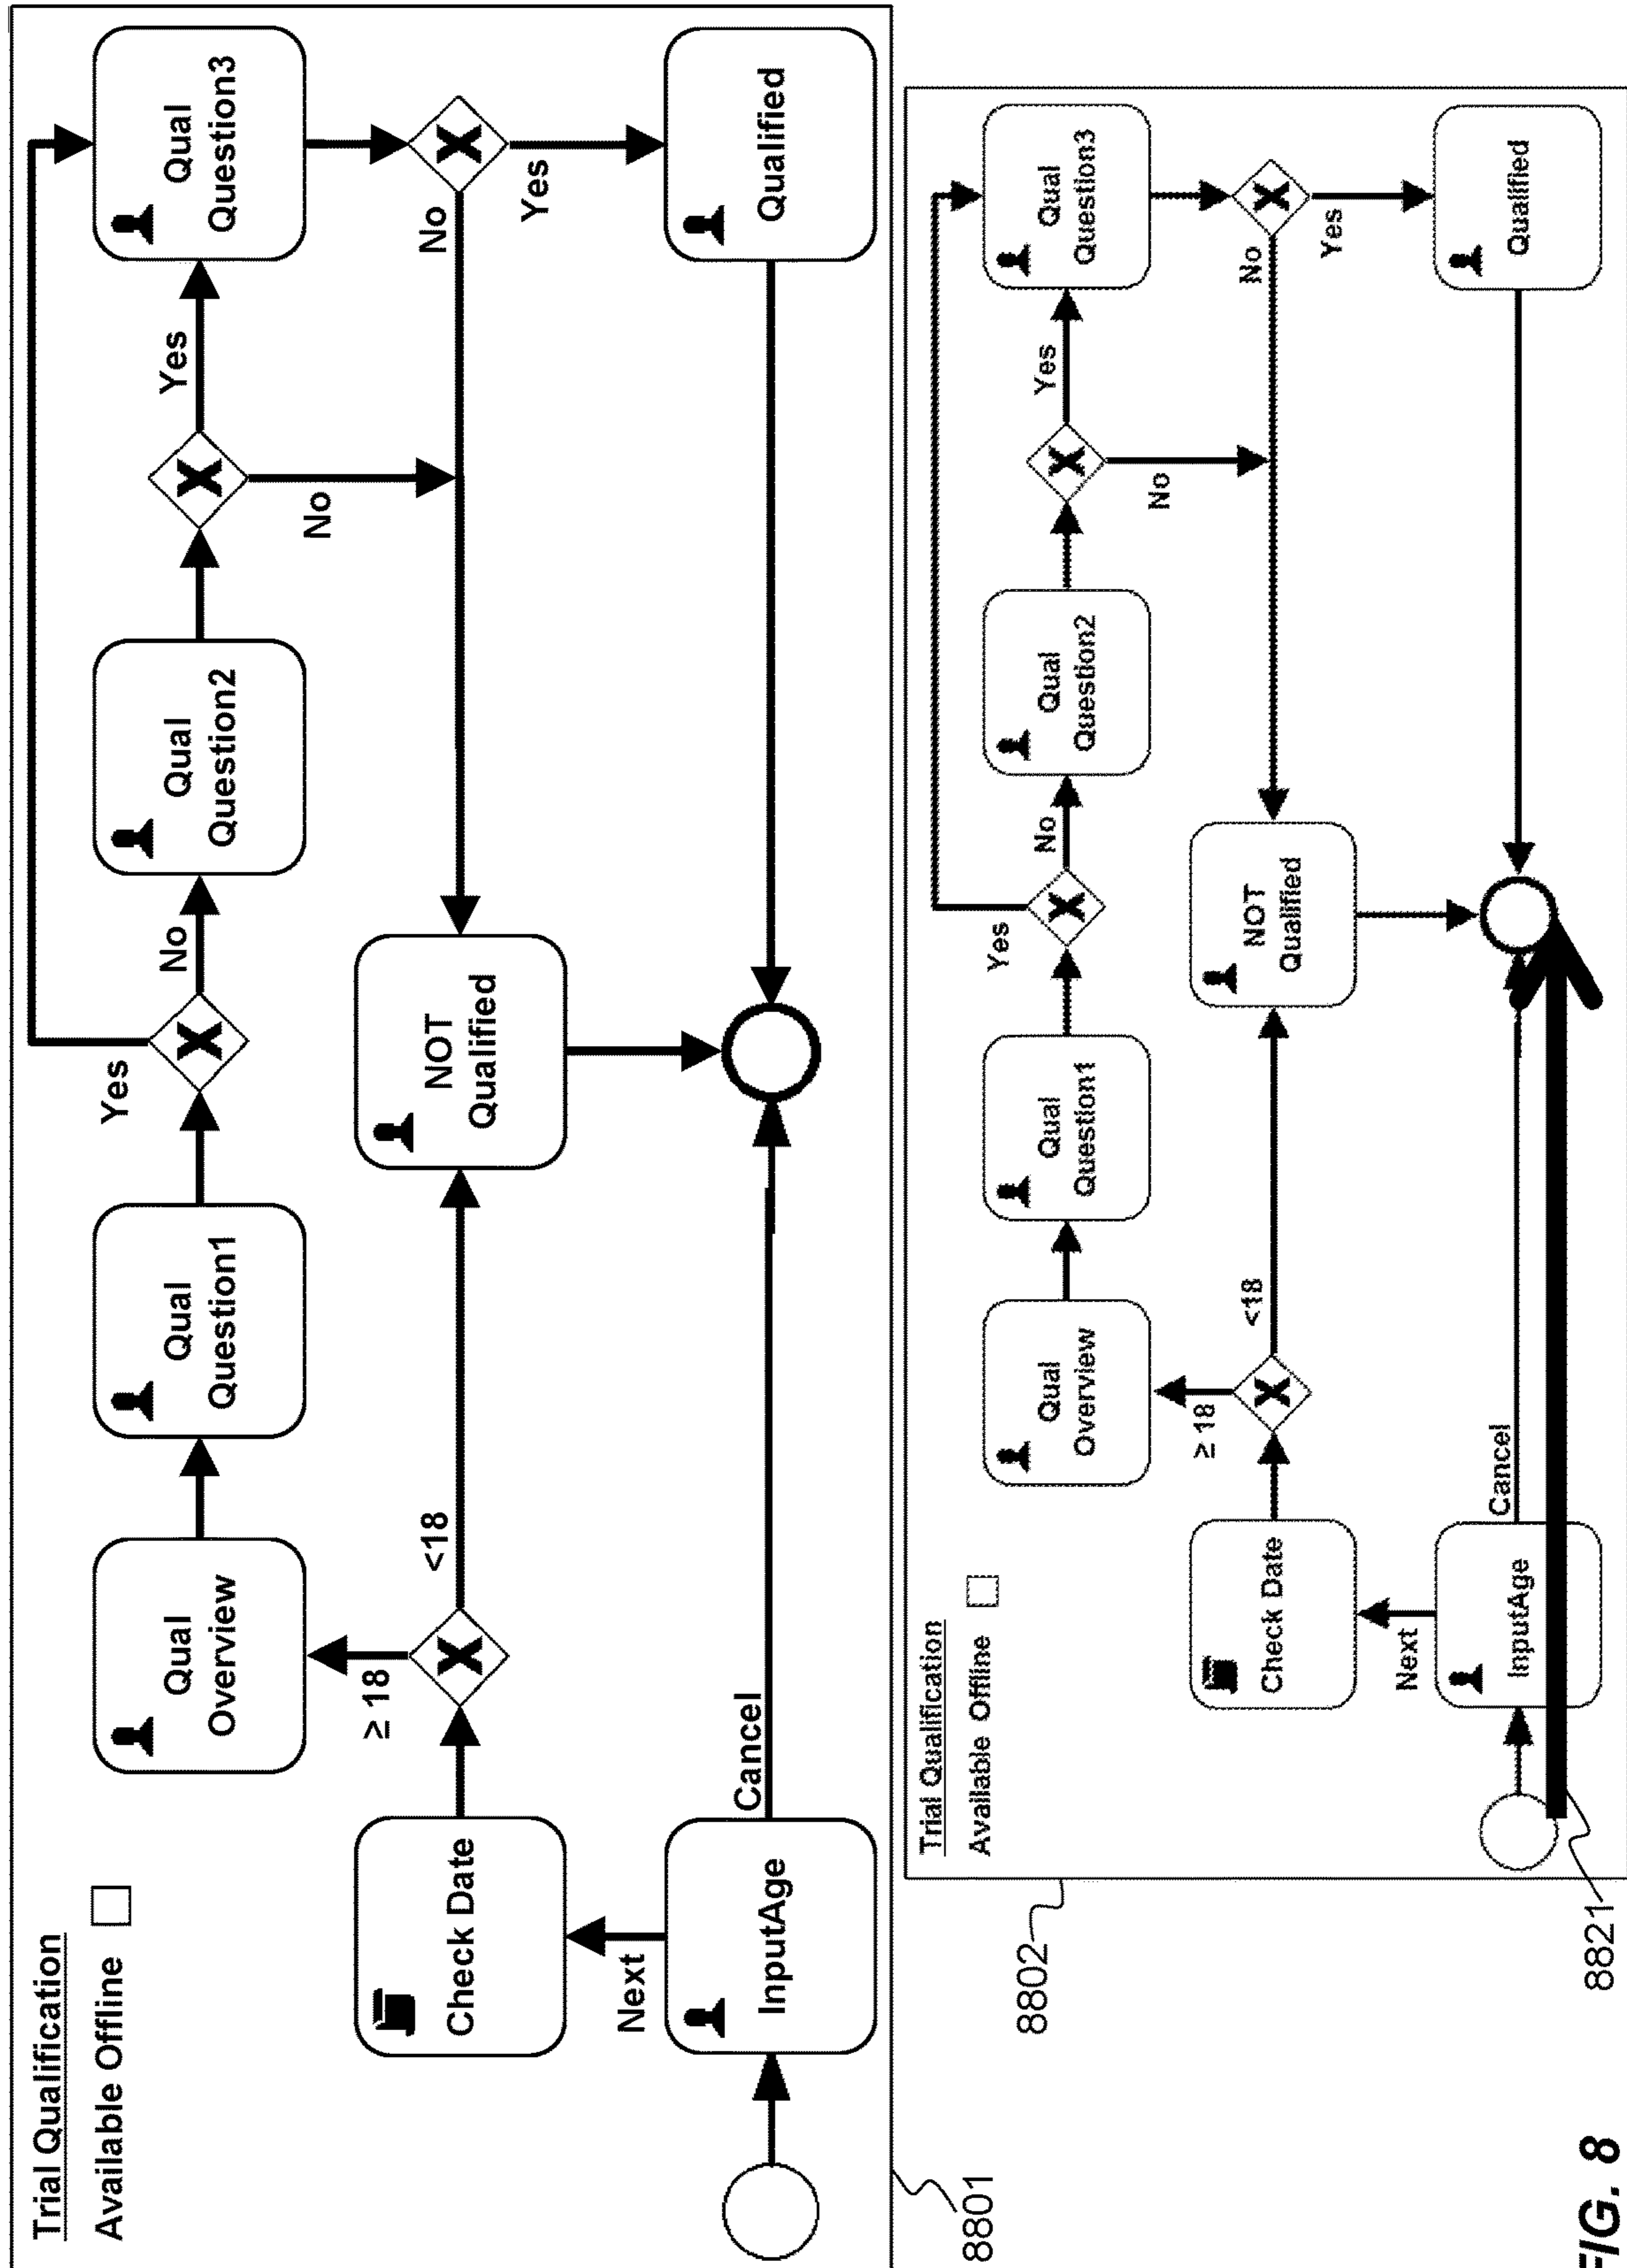 Trial Qualification
Available Offline
Qual
Overview
Qual
Question1
Yes
No
Qual
Question2
Yes
No
Qual
Question3
≥ 18
<18
Check Date
NOT
Qualified
No
Yes
Next
InputAge
Cancel
Qualified
8801
Trial Qualification
Available Offline
Qual
Overview
Qual
Question1
Yes
No
Qual
Question2
Yes
No
Qual
Question3
≥ 18
<18
Check Date
NOT
Qualified
No
Yes
Next
InputAge
Cancel
Qualified
8802
8821
FIG. 8